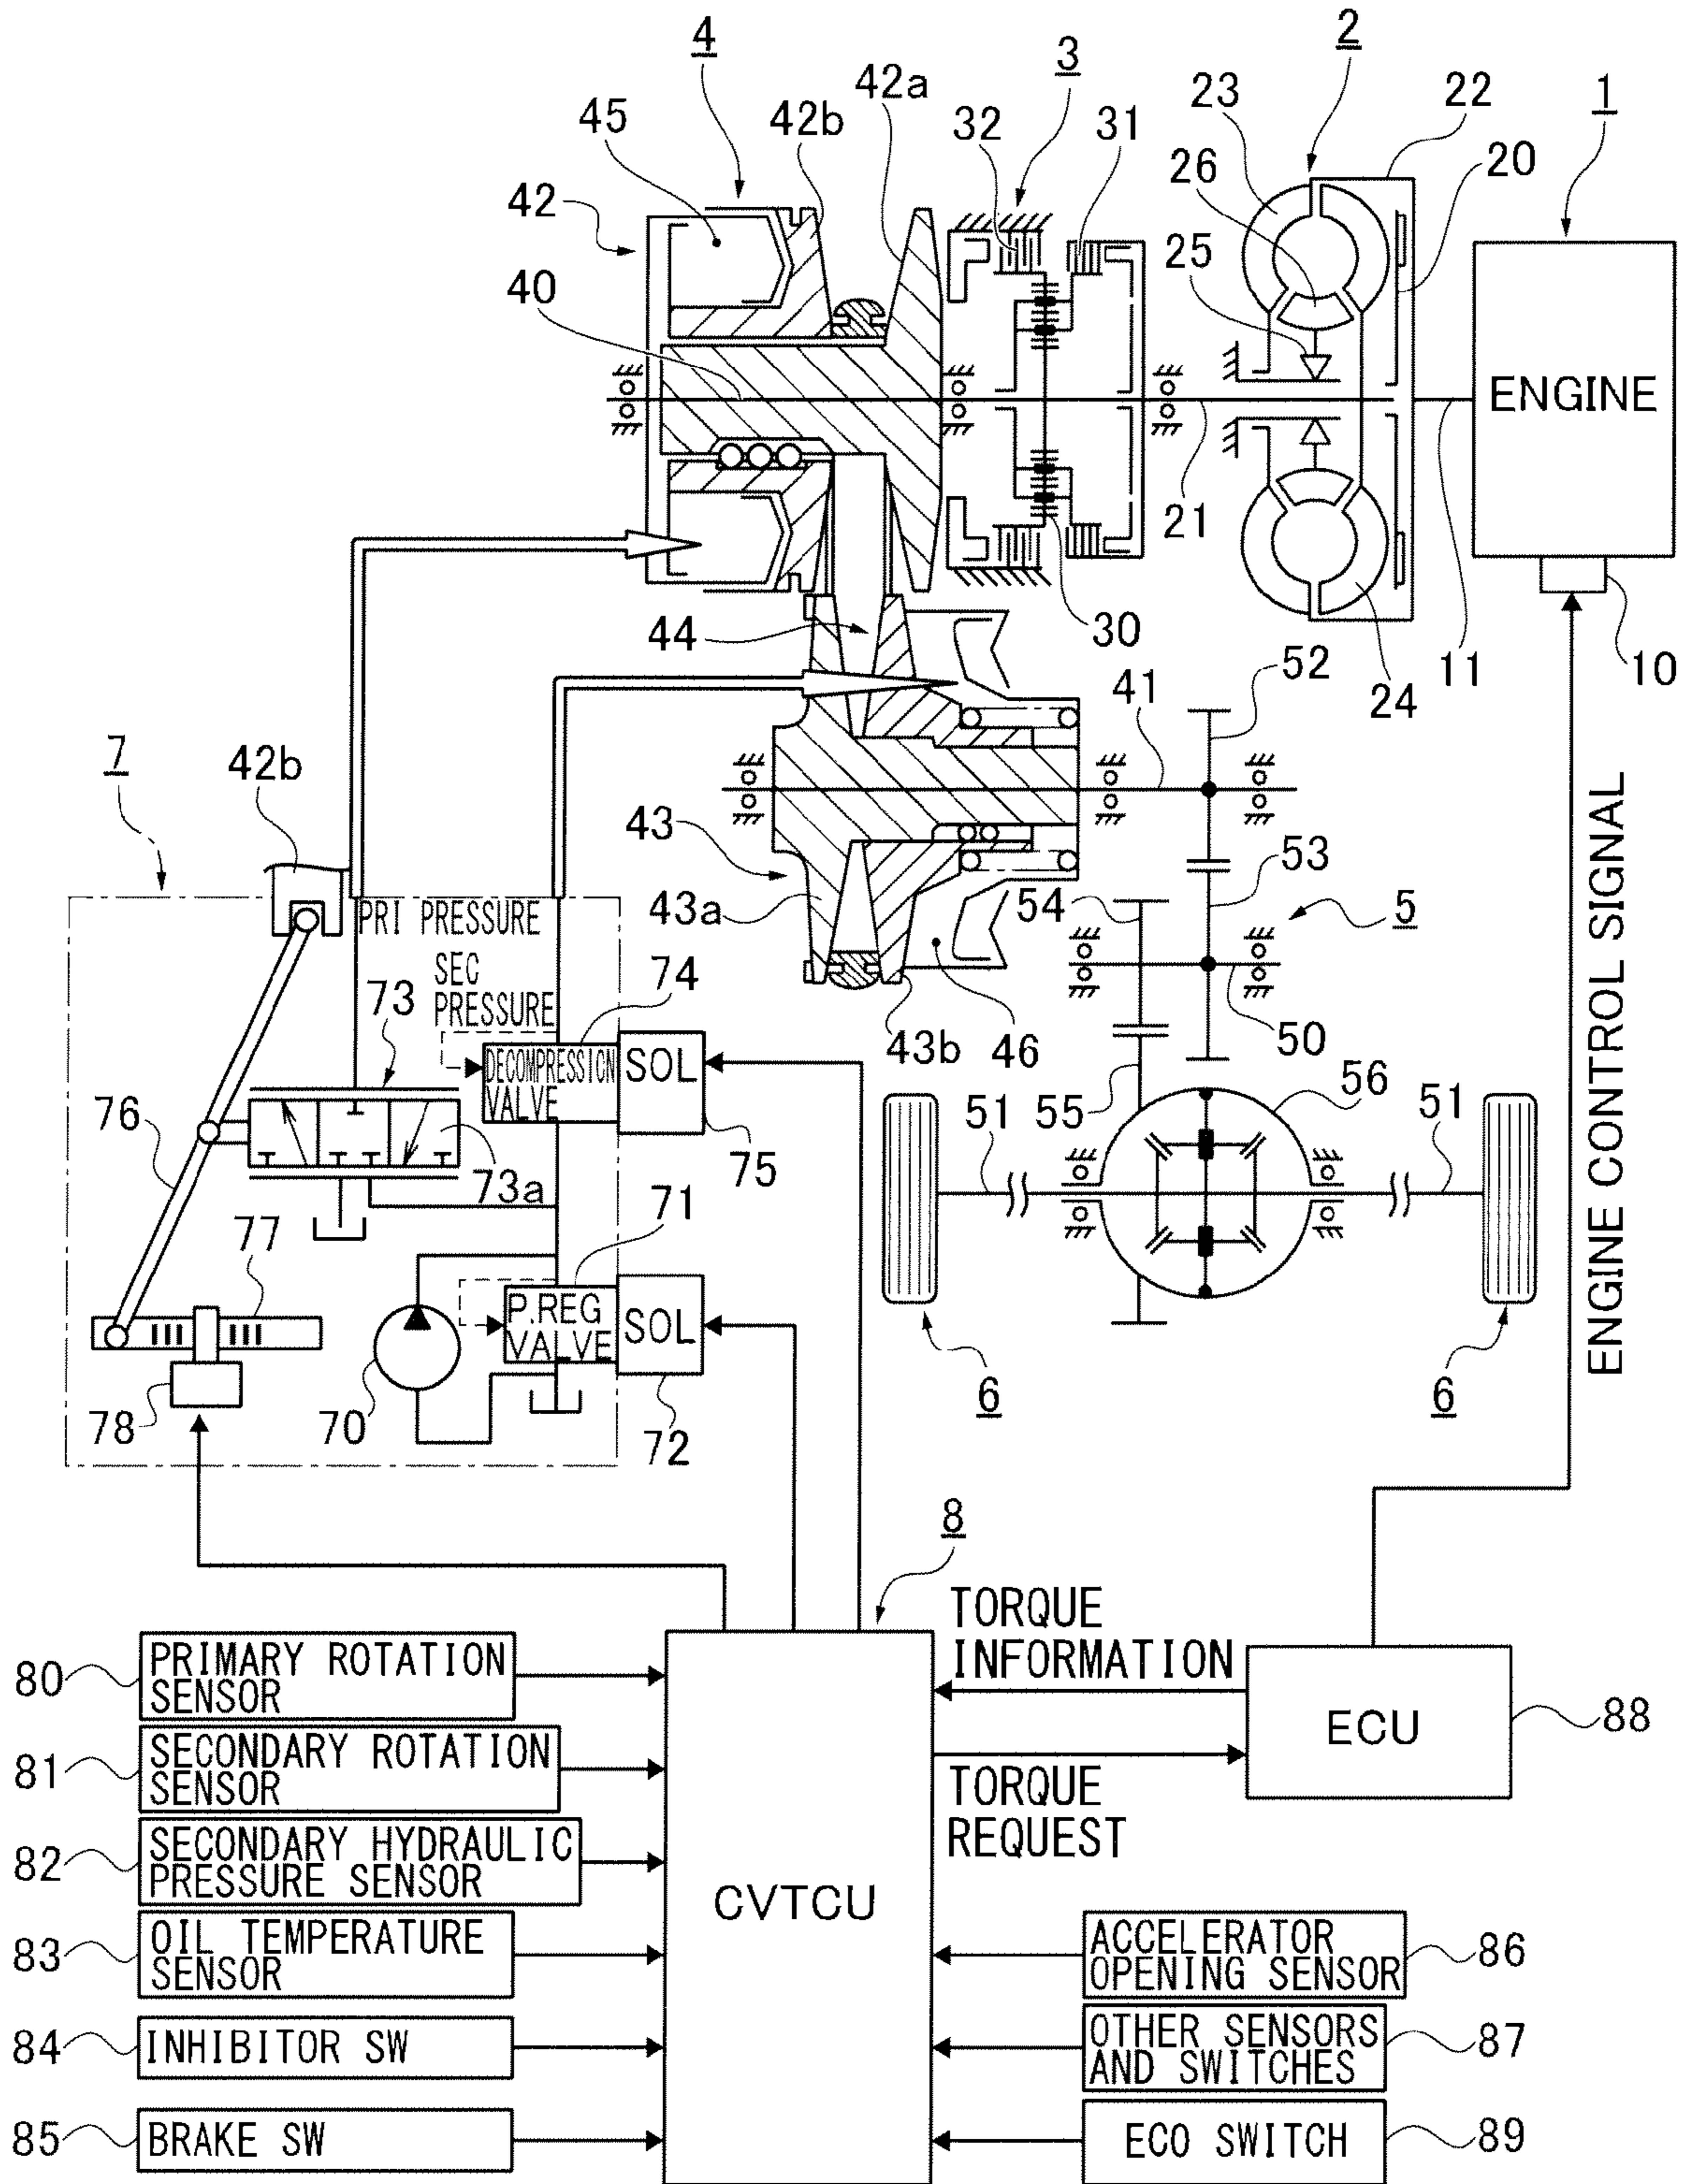 4
3
2
1
42a
42b
45
32
31
23
22
26
20
42
25
40
ENGINE
21
30
44
11
10
24
52
41
7
42b
43
53
43a
54
5
ENGINE CONTROL SIGNAL
PRI PRESSURE
SEC
PRESSURE
73
74
43b
46
50
DECOMPRESSION
VALVE
SOL
76
55
56
51
51
75
73a
77
71
P.REG
VALVE
SOL
78
70
72
6
6
8
TORQUE
INFORMATION
80
PRIMARY ROTATION
SENSOR
ECU
88
81
SECONDARY ROTATION
SENSOR
TORQUE
REQUEST
82
SECONDARY HYDRAULIC
PRESSURE SENSOR
CVTCU
83
OIL TEMPERATURE
SENSOR
ACCELERATOR
OPENING SENSOR
86
84
INHIBITOR SW
OTHER SENSORS
AND SWITCHES
87
85
BRAKE SW
ECO SWITCH
89